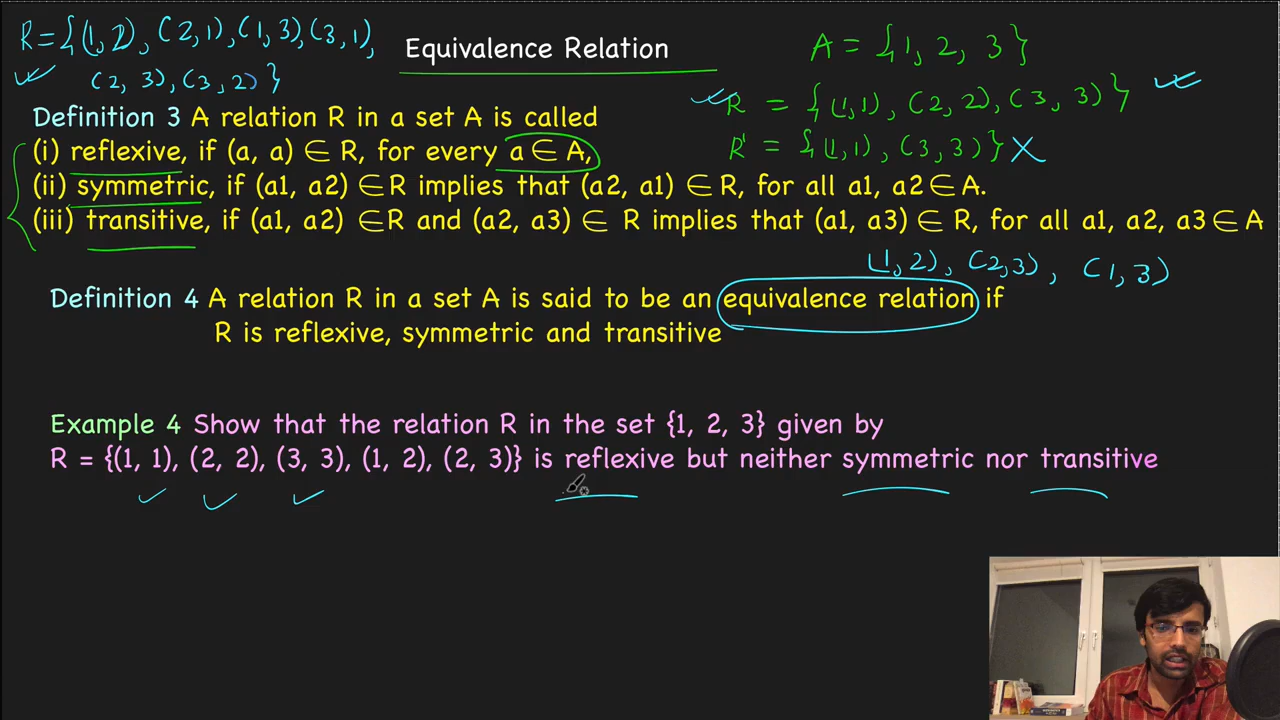 R = {(1, 2), (2, 1), (1, 3), (3, 1),
(2, 3), (3, 2)}
Equivalence Relation
A = {1, 2, 3}
R = {(1, 1), (2, 2), (3, 3)}
R' = {(1, 1), (3, 3)} X
Definition 3 A relation R in a set A is called
(i) reflexive, if (a, a) ∈ R, for every a ∈ A,
(ii) symmetric, if (a1, a2) ∈R implies that (a2, a1) ∈ R, for all a1, a2∈A.
(iii) transitive, if (a1, a2) ∈R and (a2, a3) ∈ R implies that (a1, a3) ∈ R, for all a1, a2, a3∈A
(1, 2), (2, 3), (1, 3)
Definition 4 A relation R in a set A is said to be an equivalence relation if
R is reflexive, symmetric and transitive
Example 4 Show that the relation R in the set {1, 2, 3} given by
R = {(1, 1), (2, 2), (3, 3), (1, 2), (2, 3)} is reflexive but neither symmetric nor transitive